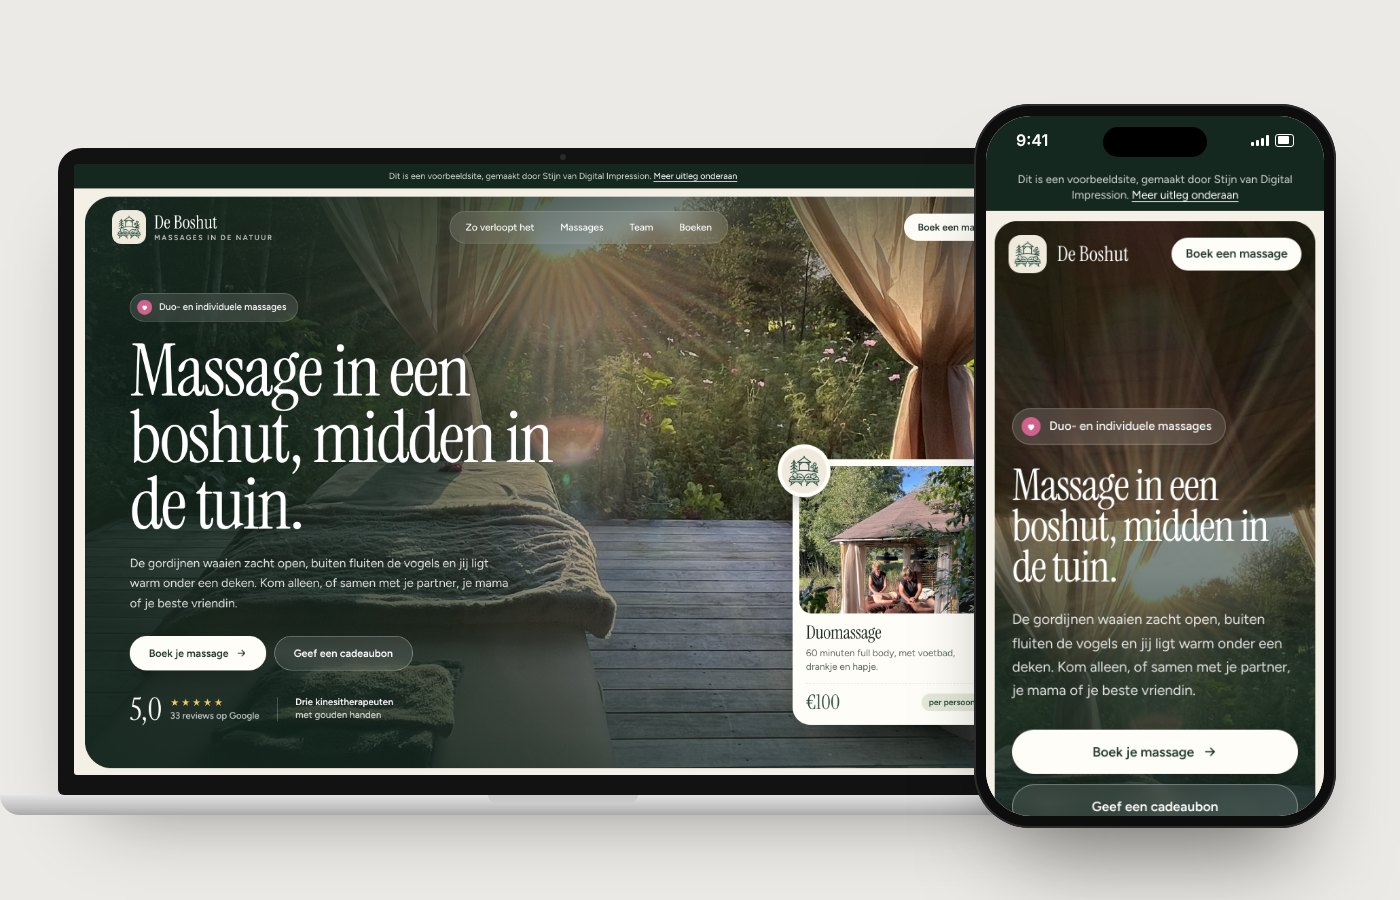 Dit is een voorbeeldsite, gemaakt door Stijn van Digital Impression. Meer uitleg onderaan
De Boshut
MASSAGES IN DE NATUUR
Zo verloopt het
Massages
Team
Boeken
Boek een ma
Duo- en individuele massages
Massage in een
boshut, midden in
de tuin.
De gordijnen waaien zacht open, buiten fluiten de vogels en jij ligt
warm onder een deken. Kom alleen, of samen met je partner, je mama
of je beste vriendin.
Boek je massage →
Geef een cadeaubon
5,0
★★★★★
33 reviews op Google
Drie kinesitherapeuten
met gouden handen
Duomassage
60 minuten full body, met voetbad,
drankje en hapje.
€100
per persoon
9:41
Dit is een voorbeeldsite, gemaakt door Stijn van Digital
Impression. Meer uitleg onderaan
De Boshut
Boek een massage
Duo- en individuele massages
Massage in een
boshut, midden in
de tuin.
De gordijnen waaien zacht open, buiten
fluiten de vogels en jij ligt warm onder een
deken. Kom alleen, of samen met je partner,
je mama of je beste vriendin.
Boek je massage →
Geef een cadeaubon